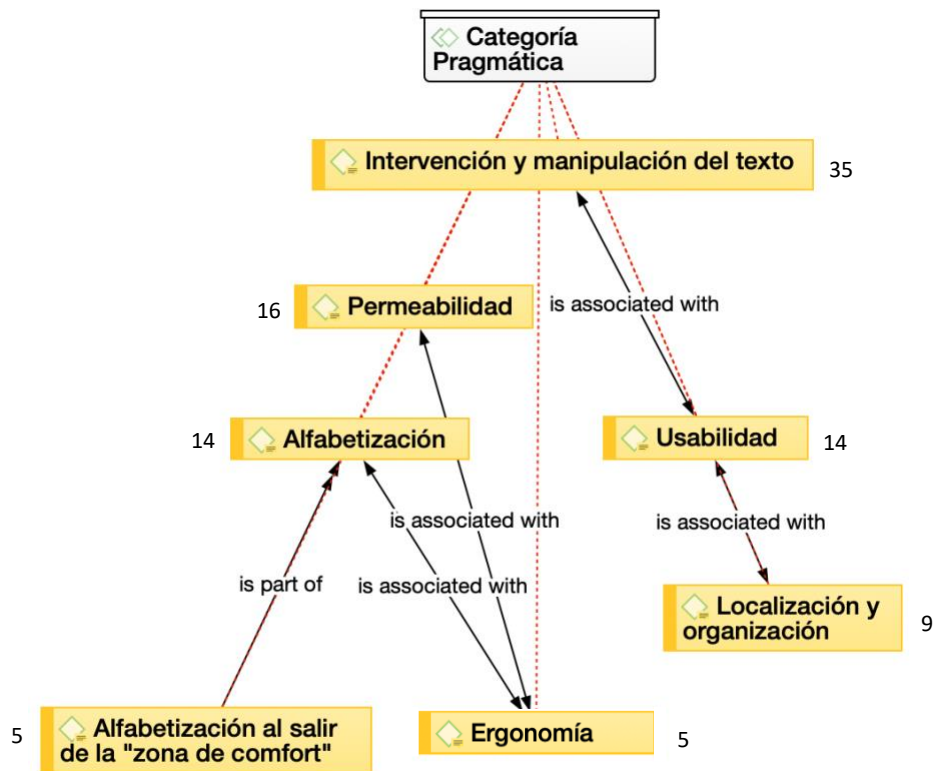 Categoría
Pragmática
Intervención y manipulación del texto
35
16
Permeabilidad
is associated with
14
Alfabetización
Usabilidad
14
is associated with
is associated with
is part of
is associated with
Localización y
organización
9
5
Alfabetización al salir
de la "zona de comfort"
Ergonomía
5